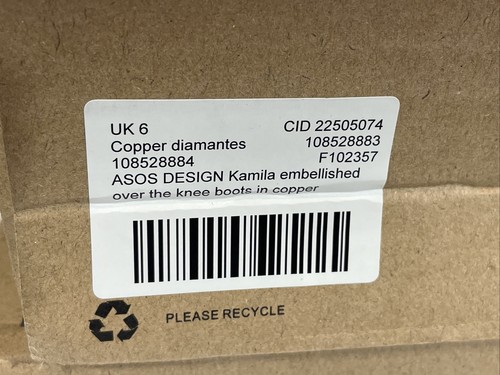 UK 6 CID 22505074
Copper diamantes 108528883
108528884 F102357
ASOS DESIGN Kamila embellished
over the knee boots in copper
PLEASE RECYCLE